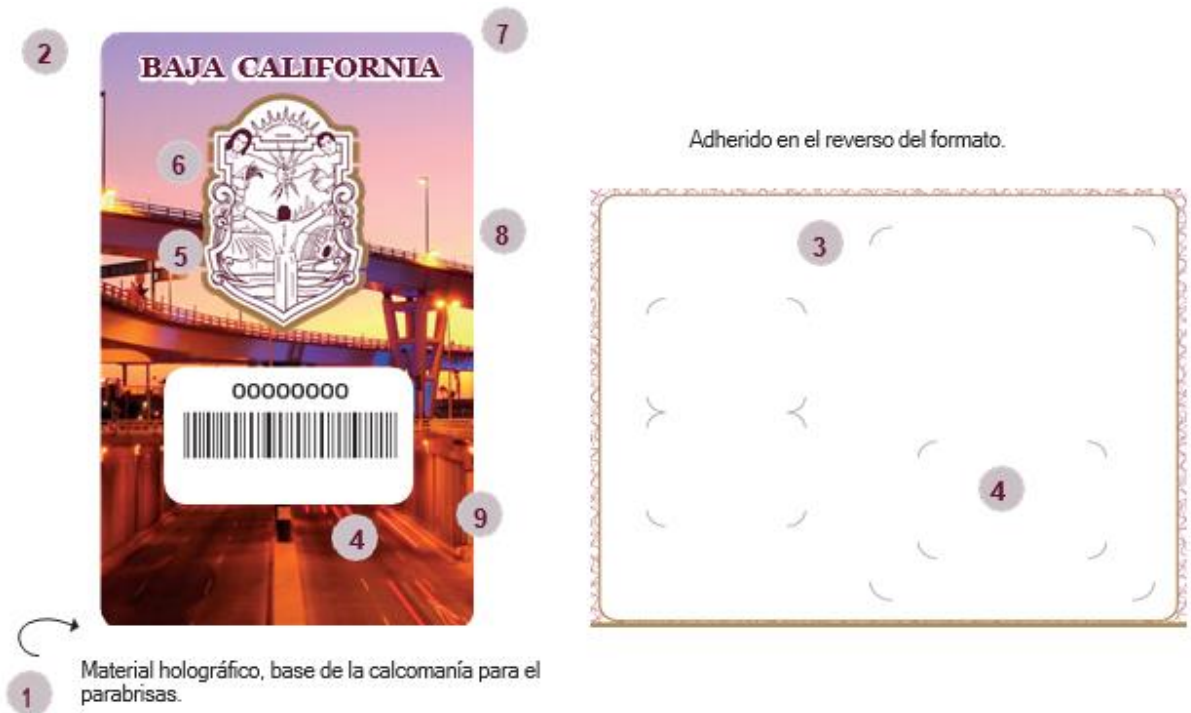 2
7
BAJA CALIFORNIA
6
5
8
00000000
4
9
1
Material holográfico, base de la calcomanía para el
parabrisas.
Adherido en el reverso del formato.
3
4